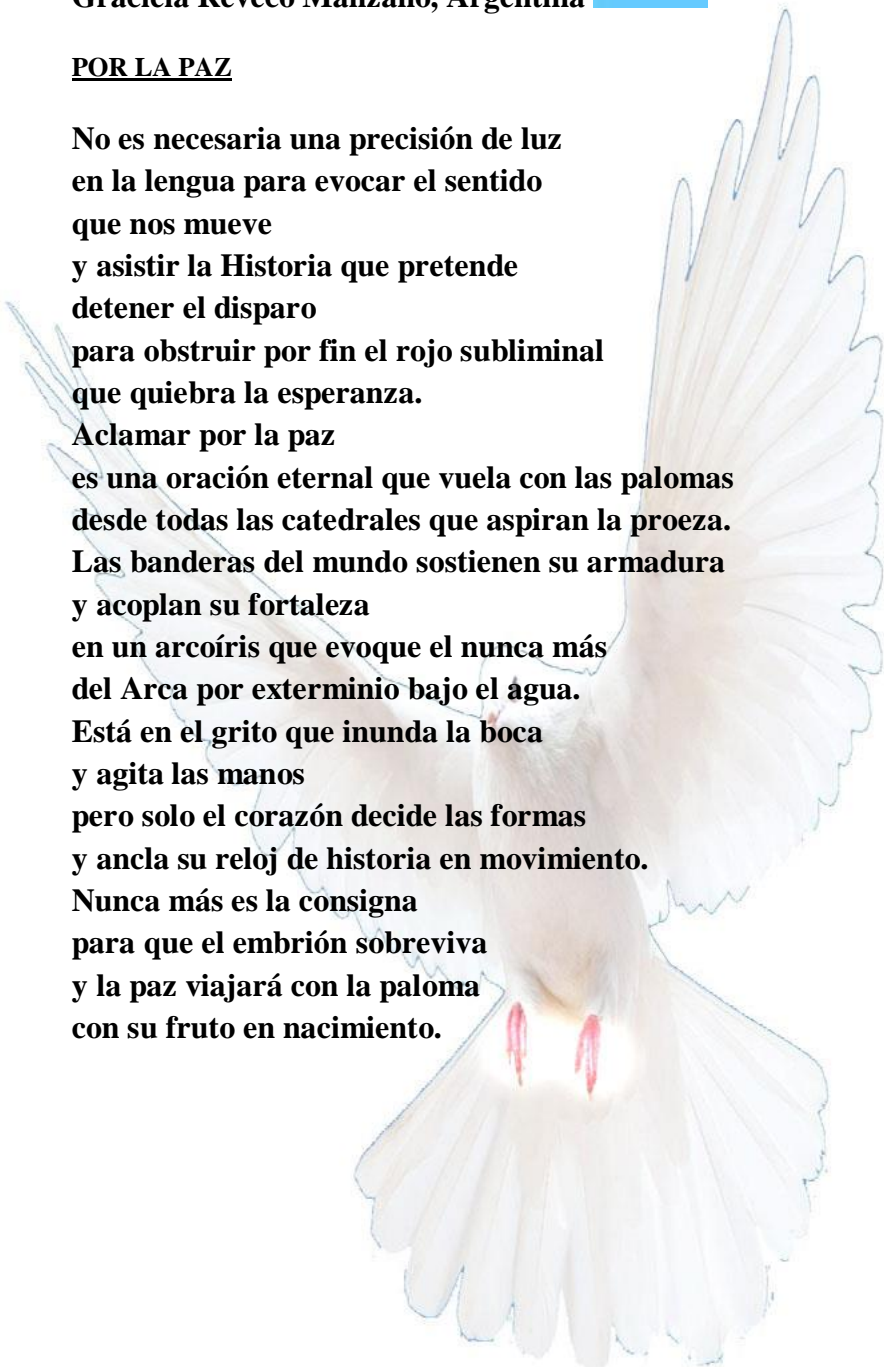 Graciela Reveco Manzano, Argentina
POR LA PAZ
No es necesaria una precisión de luz
en la lengua para evocar el sentido
que nos mueve
y asistir la Historia que pretende
detener el disparo
para obstruir por fin el rojo subliminal
que quiebra la esperanza.
Aclamar por la paz
es una oración eternal que vuela con las palomas
desde todas las catedrales que aspiran la proeza.
Las banderas del mundo sostienen su armadura
y acoplan su fortaleza
en un arcoíris que evoque el nunca más
del Arca por exterminio bajo el agua.
Está en el grito que inunda la boca
y agita las manos
pero solo el corazón decide las formas
y ancla su reloj de historia en movimiento.
Nunca más es la consigna
para que el embrión sobreviva
y la paz viajará con la paloma
con su fruto en nacimiento.